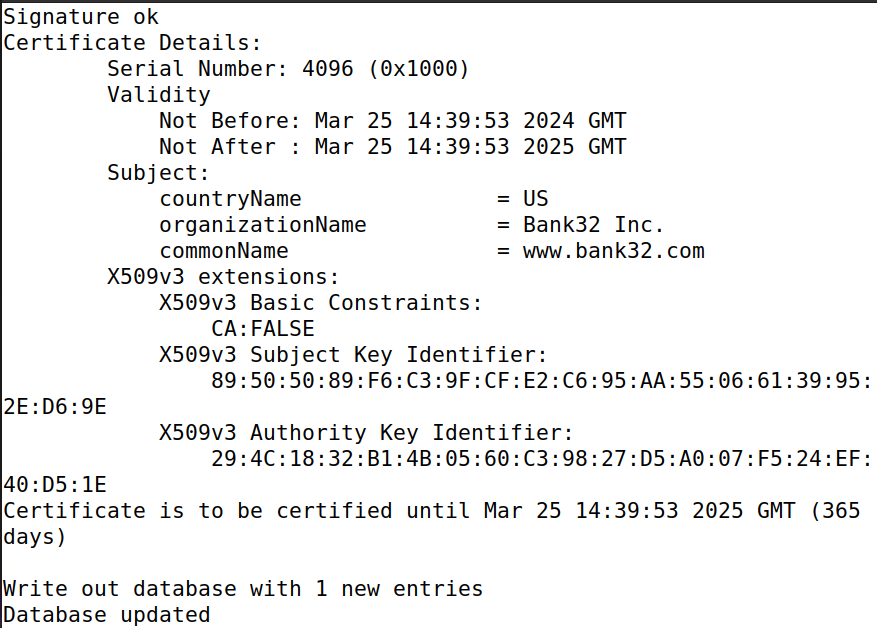 Signature ok
Certificate Details:
        Serial Number: 4096 (0x1000)
        Validity
            Not Before: Mar 25 14:39:53 2024 GMT
            Not After : Mar 25 14:39:53 2025 GMT
        Subject:
            countryName               = US
            organizationName          = Bank32 Inc.
            commonName                = www.bank32.com
        X509v3 extensions:
            X509v3 Basic Constraints:
                CA:FALSE
            X509v3 Subject Key Identifier:
                89:50:50:89:F6:C3:9F:CF:E2:C6:95:AA:55:06:61:39:95:
2E:D6:9E
            X509v3 Authority Key Identifier:
                29:4C:18:32:B1:4B:05:60:C3:98:27:D5:A0:07:F5:24:EF:
40:D5:1E
Certificate is to be certified until Mar 25 14:39:53 2025 GMT (365
days)

Write out database with 1 new entries
Database updated